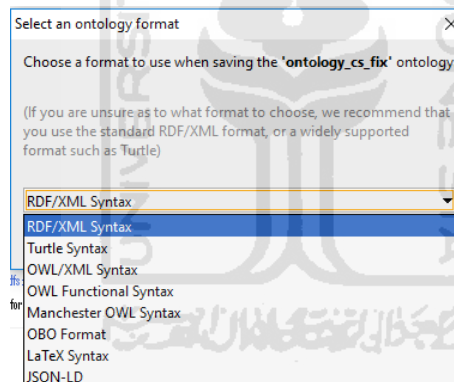 Select an ontology format
Choose a format to use when saving the 'ontology_cs_fix' ontology
(If you are unsure as to what format to choose, we recommend that
you use the standard RDF/XML format, or a widely supported
format such as Turtle)
RDF/XML Syntax
RDF/XML Syntax
Turtle Syntax
OWL/XML Syntax
OWL Functional Syntax
Manchester OWL Syntax
OBO Format
LaTeX Syntax
JSON-LD
for